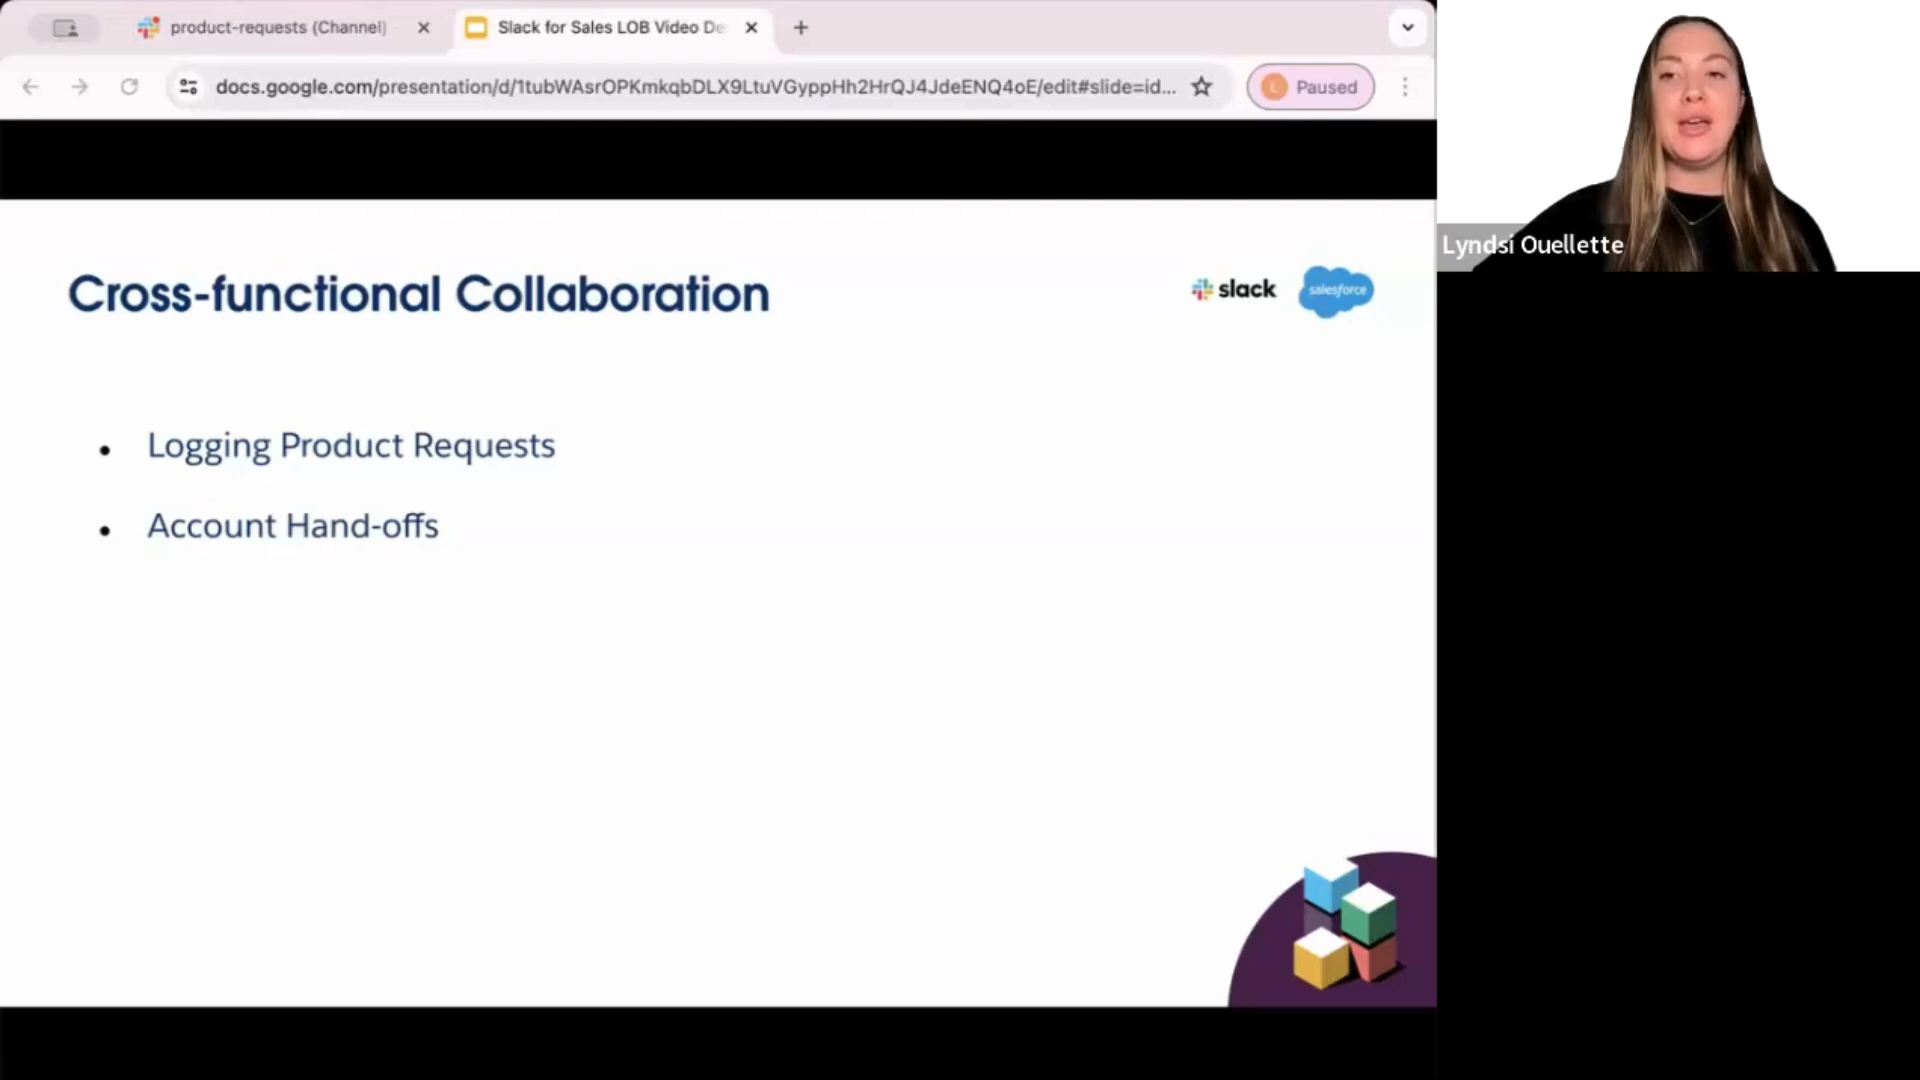 product-requests (Channel)
Slack for Sales LOB Video De
docs.google.com/presentation/d/1tubWAsrOPKmkqbDLX9LtuVGyppHh2HrQJ4JdeENQ4oE/edit#slide=id...
L Paused
Lyndsi Ouellette
Cross-functional Collaboration
slack
salesforce
• Logging Product Requests
• Account Hand-offs